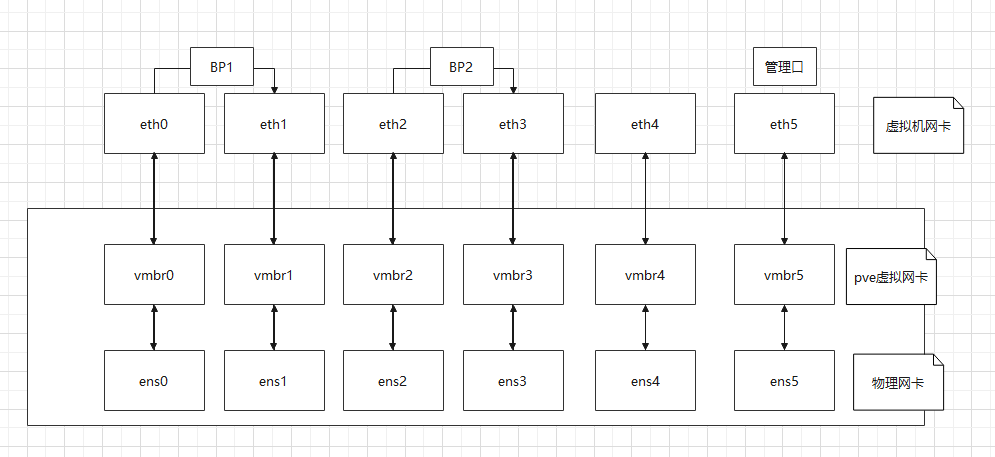 BP1
BP2
管理口
eth0
eth1
eth2
eth3
eth4
eth5
虚拟机网卡
vmbr0
vmbr1
vmbr2
vmbr3
vmbr4
vmbr5
pve虚拟网卡
ens0
ens1
ens2
ens3
ens4
ens5
物理网卡